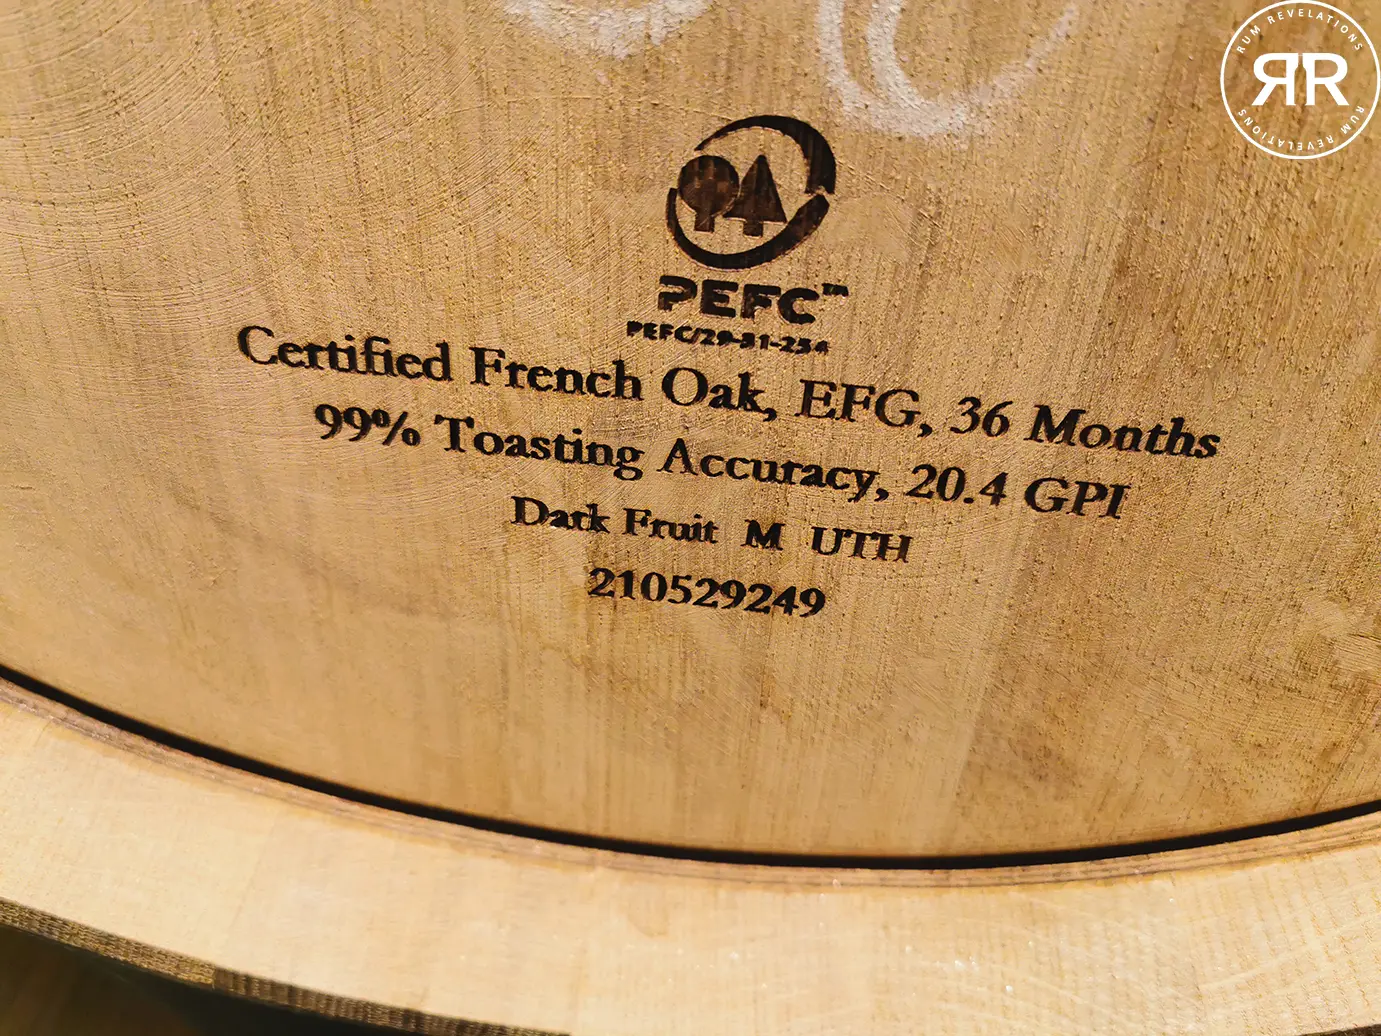 RUM REVELATIONS
RR
RUM REVELATIONS
PEFC™
PEFC/29-31-254
Certified French Oak, EFG, 36 Months
99% Toasting Accuracy, 20.4 GPI
Dark Fruit M UTH
210529249